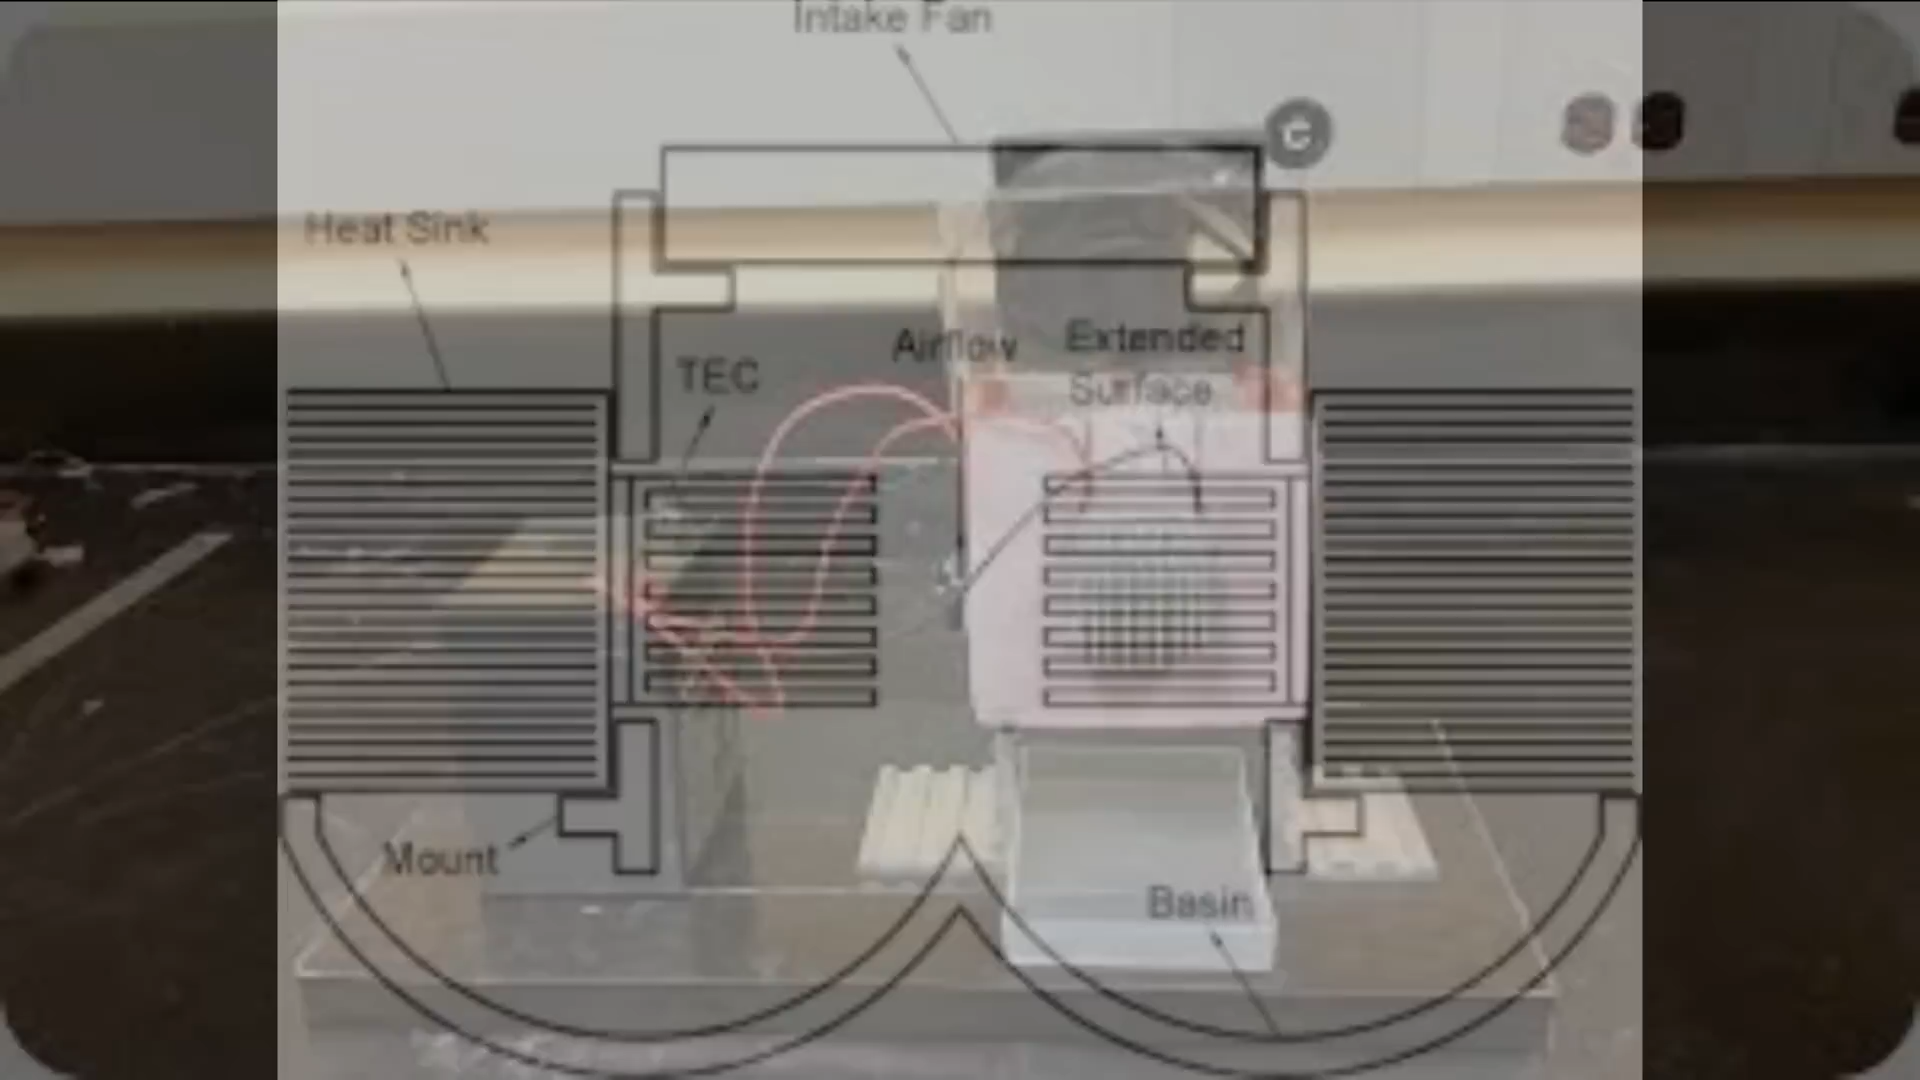 Intake Fan
G
Heat Sink
Airflow
Extended
Surface
TEC
Mount
Basin